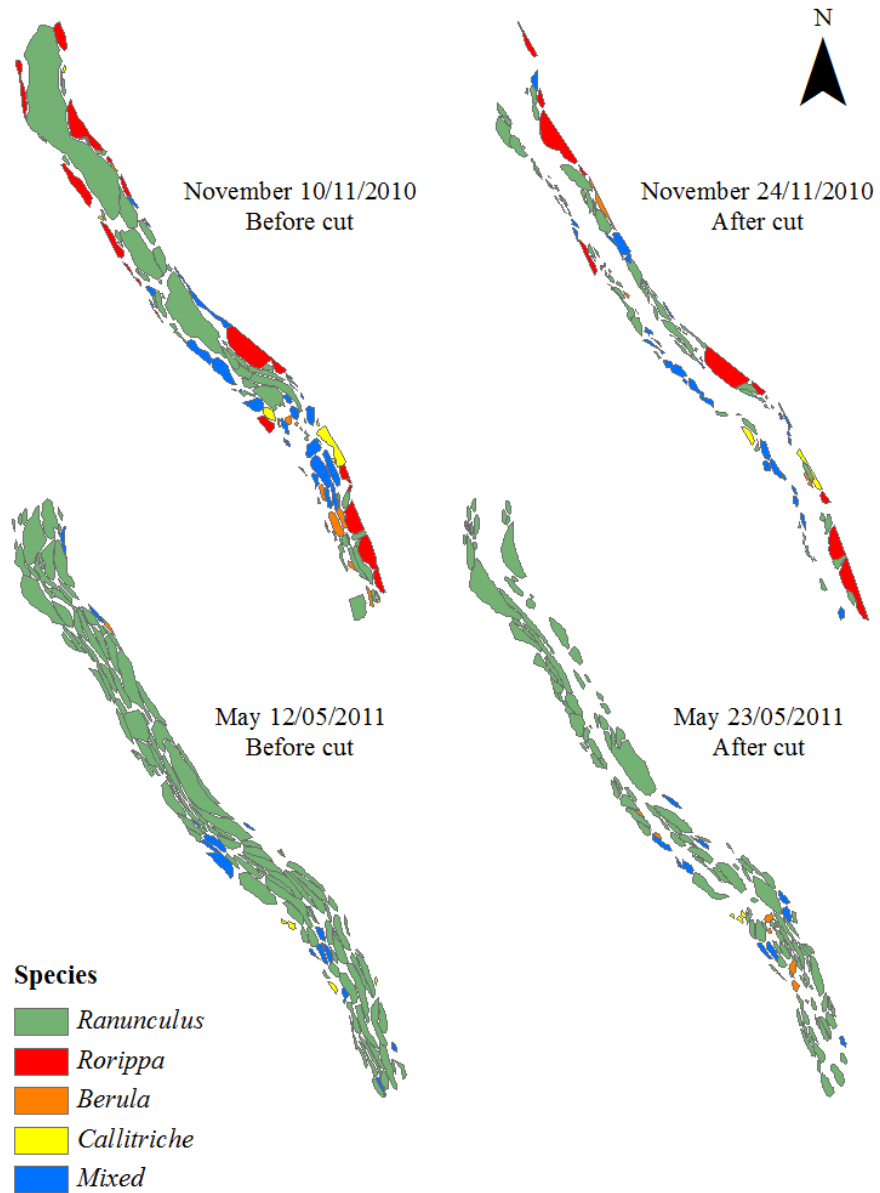 N
November 10/11/2010
Before cut
November 24/11/2010
After cut
May 12/05/2011
Before cut
May 23/05/2011
After cut
Species
Ranunculus
Rorippa
Berula
Callitriche
Mixed